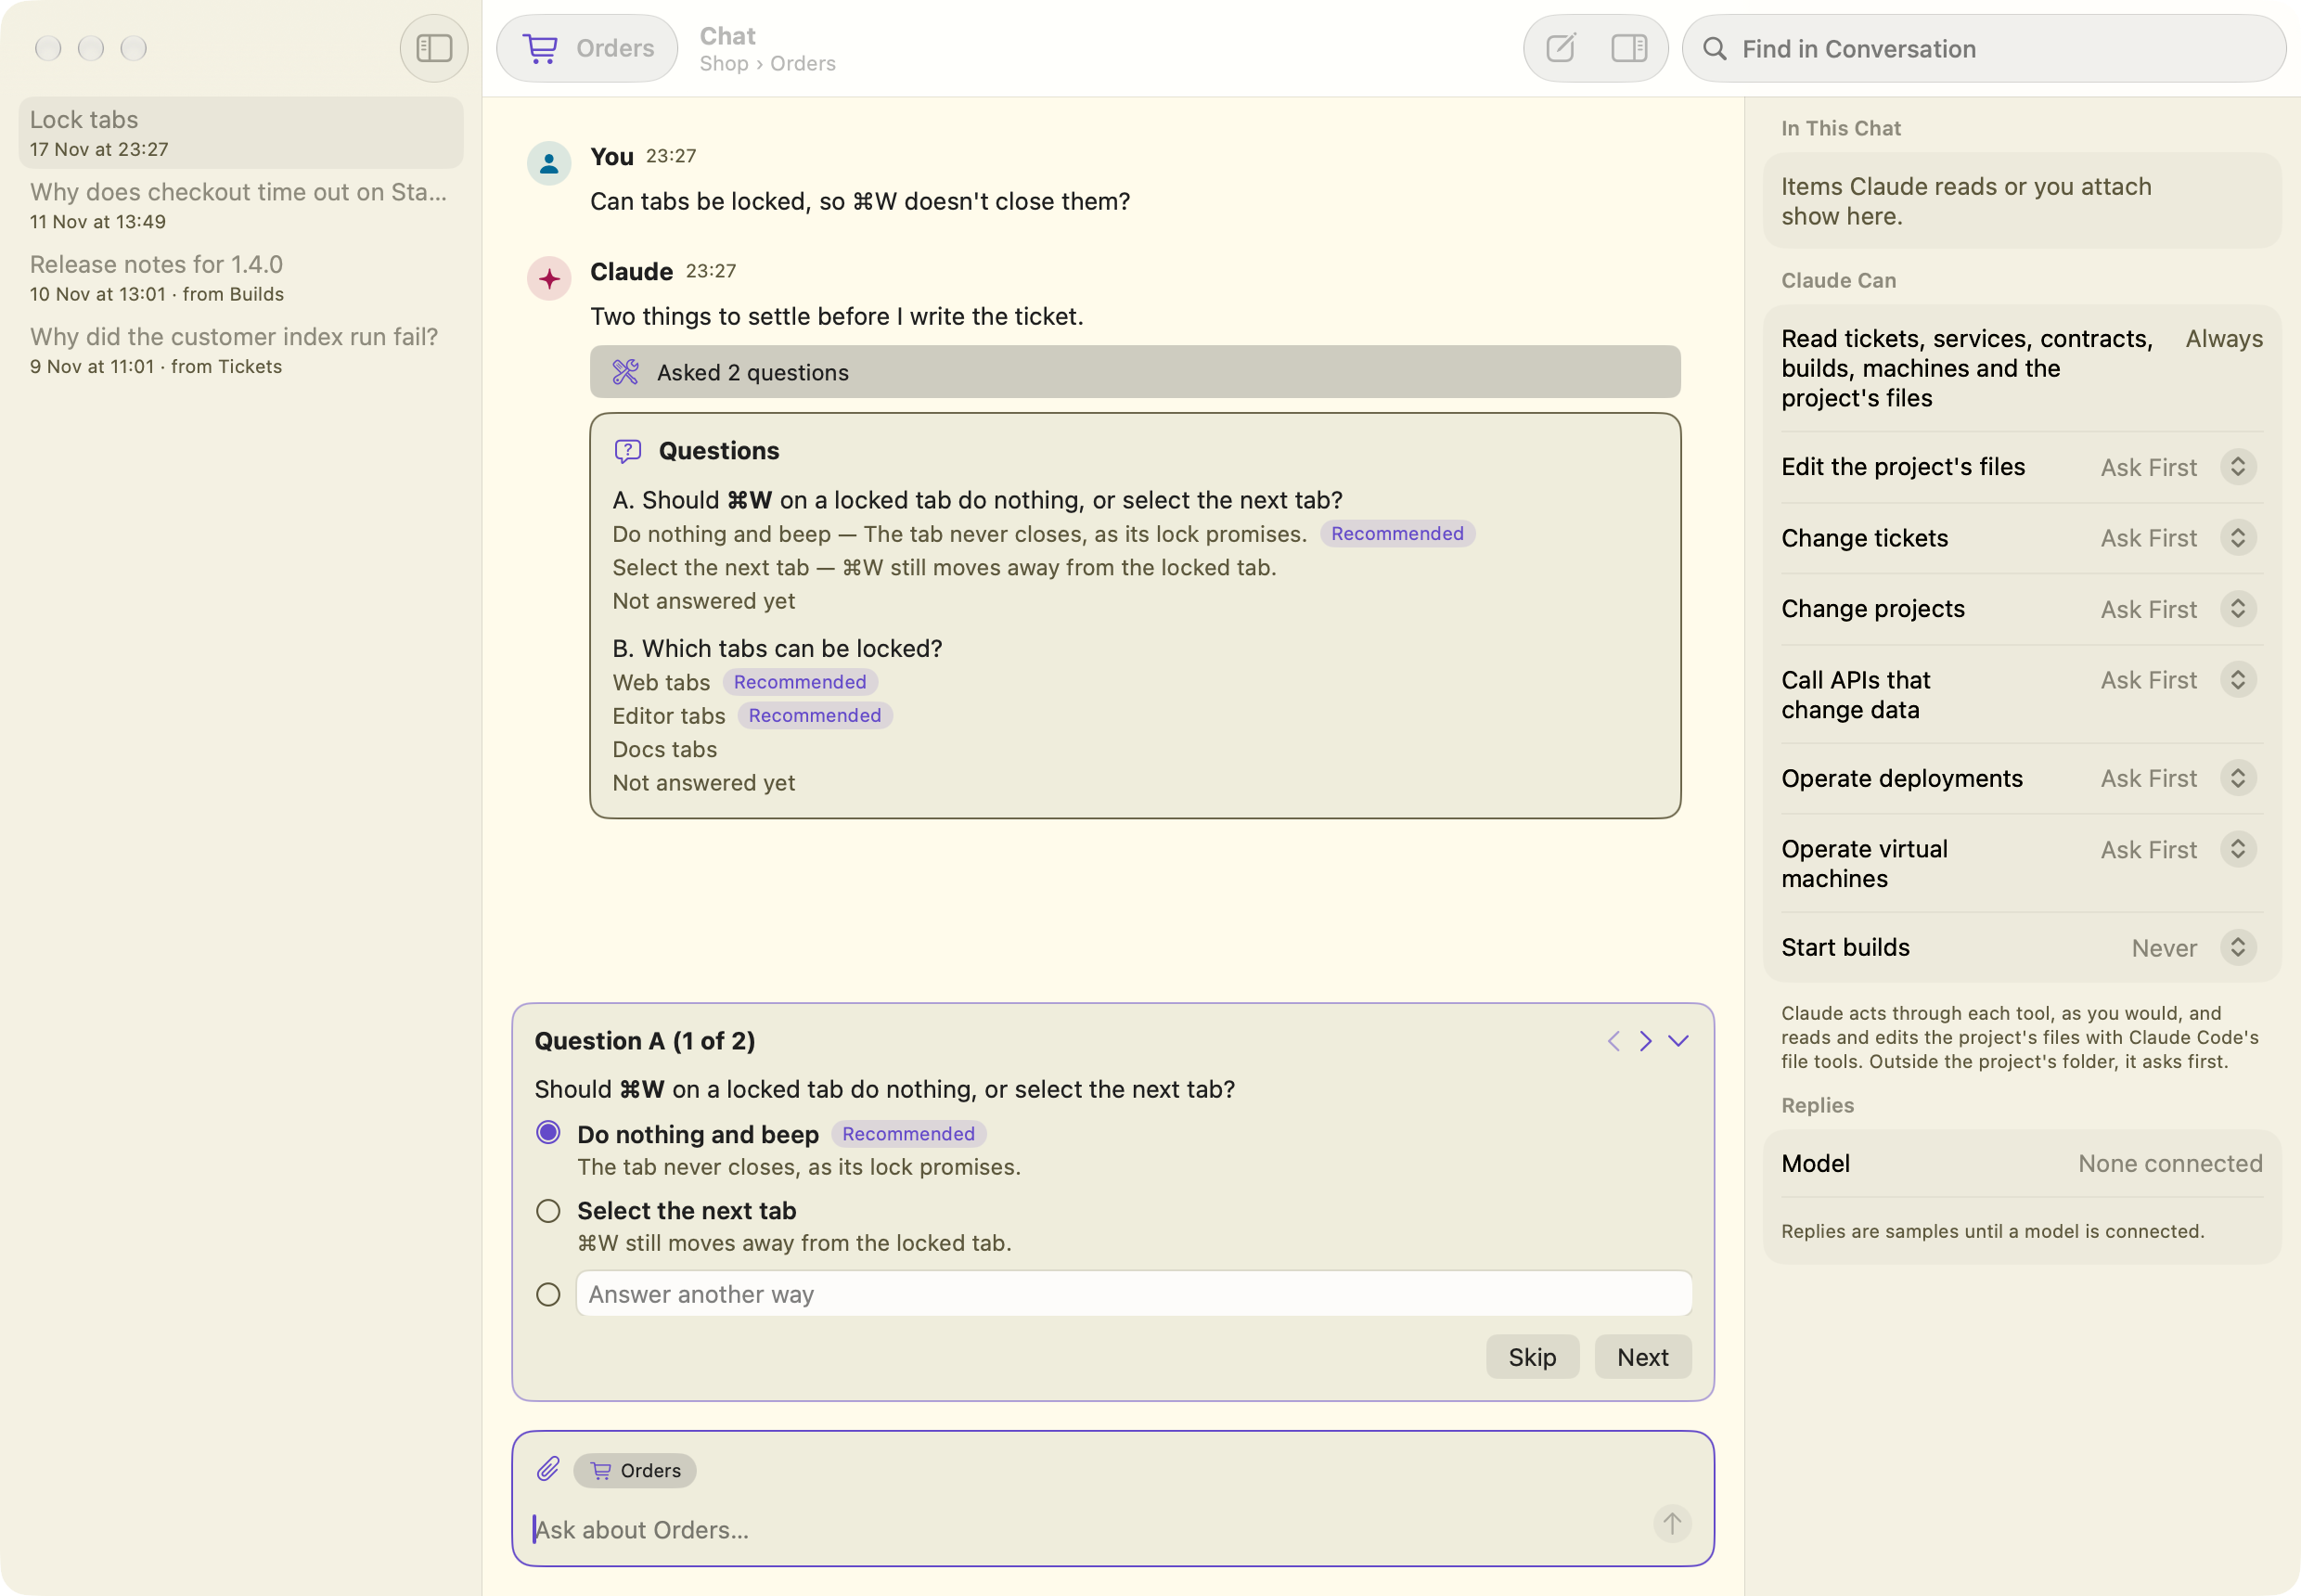 Orders
Chat
Shop › Orders
Find in Conversation
Lock tabs
17 Nov at 23:27
Why does checkout time out on Sta...
11 Nov at 13:49
Release notes for 1.4.0
10 Nov at 13:01 · from Builds
Why did the customer index run fail?
9 Nov at 11:01 · from Tickets
You 23:27
Can tabs be locked, so ⌘W doesn't close them?
Claude 23:27
Two things to settle before I write the ticket.
Asked 2 questions
Questions
A. Should ⌘W on a locked tab do nothing, or select the next tab?
Do nothing and beep — The tab never closes, as its lock promises. Recommended
Select the next tab — ⌘W still moves away from the locked tab.
Not answered yet
B. Which tabs can be locked?
Web tabs Recommended
Editor tabs Recommended
Docs tabs
Not answered yet
Question A (1 of 2)
Should ⌘W on a locked tab do nothing, or select the next tab?
Do nothing and beep Recommended
The tab never closes, as its lock promises.
Select the next tab
⌘W still moves away from the locked tab.
Answer another way
Skip Next
Orders
Ask about Orders...
In This Chat
Items Claude reads or you attach
show here.
Claude Can
Read tickets, services, contracts, Always
builds, machines and the
project's files
Edit the project's files Ask First
Change tickets Ask First
Change projects Ask First
Call APIs that Ask First
change data
Operate deployments Ask First
Operate virtual Ask First
machines
Start builds Never
Claude acts through each tool, as you would, and
reads and edits the project's files with Claude Code's
file tools. Outside the project's folder, it asks first.
Replies
Model None connected
Replies are samples until a model is connected.